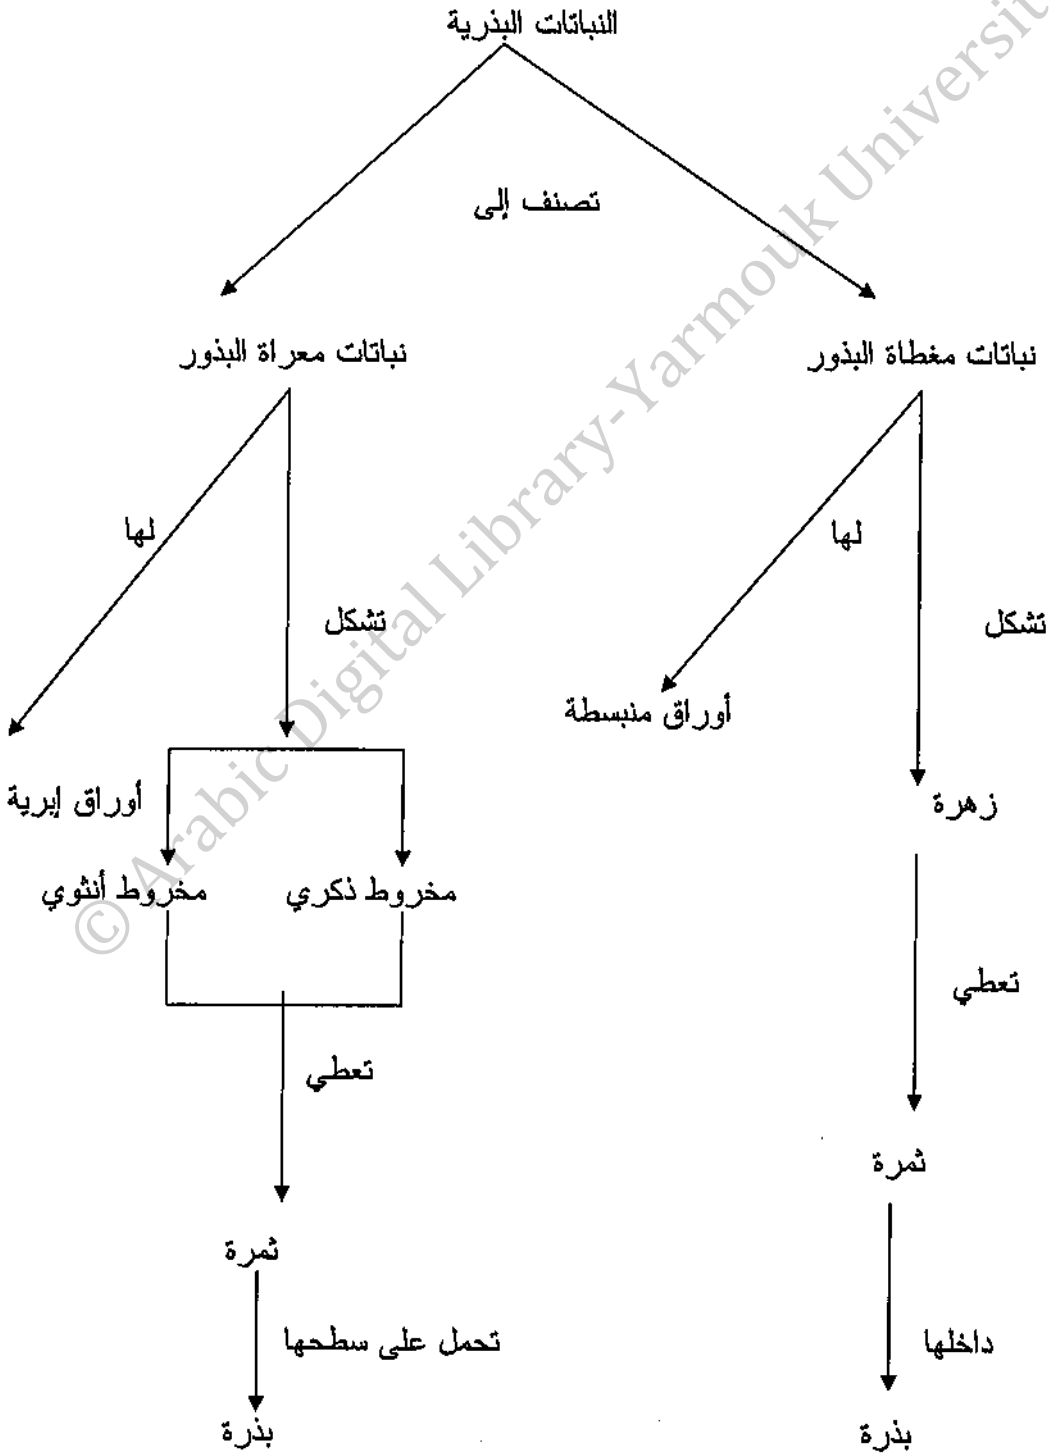 النباتات البذرية
تصنف إلى
نباتات مغطاة البذور
نباتات معراة البذور
لها
لها
تشكل
تشكل
أوراق منبسطة
زهرة
أوراق إبرية
مخروط ذكري
مخروط أنثوي
تعطي
تعطي
ثمرة
ثمرة
داخلها
تحمل على سطحها
بذرة
بذرة
© Arabic Digital Library-Yarmouk Universit